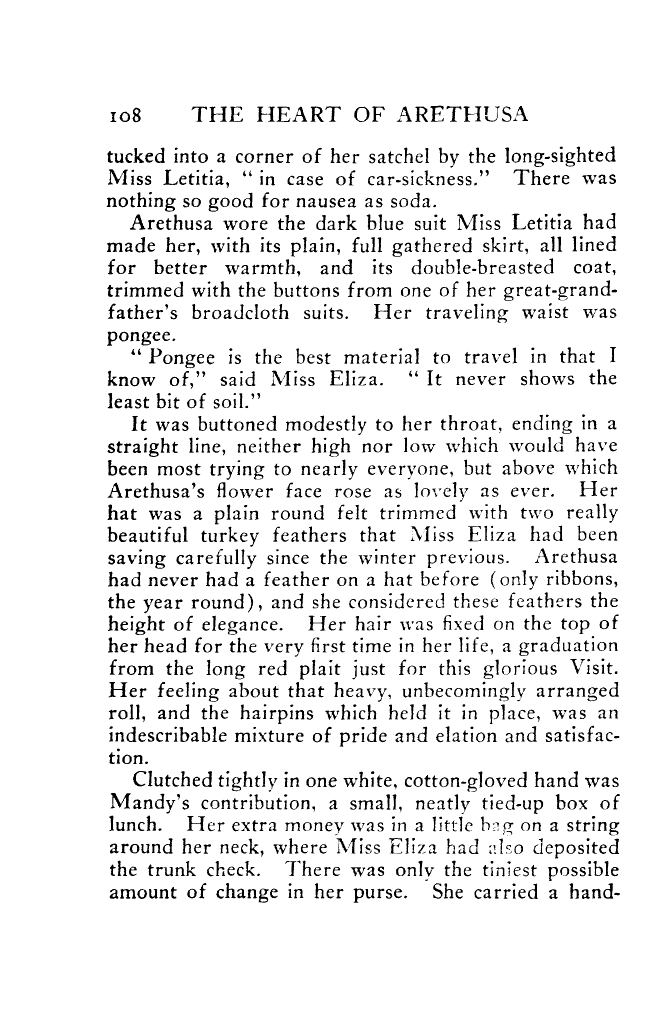 108 THE HEART OF ARETHUSA
tucked into a corner of her satchel by the long-sighted
Miss Letitia, “ in case of car-sickness.” There was
nothing so good for nausea as soda.
Arethusa wore the dark blue suit Miss Letitia had
made her, with its plain, full gathered skirt, all lined
for better warmth, and its double-breasted coat,
trimmed with the buttons from one of her great-grand-
father’s broadcloth suits. Her traveling waist was
pongee.
“ Pongee is the best material to travel in that I
know of,” said Miss Eliza. “ It never shows the
least bit of soil.”
It was buttoned modestly to her throat, ending in a
straight line, neither high nor low which would have
been most trying to nearly everyone, but above which
Arethusa’s flower face rose as lovely as ever. Her
hat was a plain round felt trimmed with two really
beautiful turkey feathers that Miss Eliza had been
saving carefully since the winter previous. Arethusa
had never had a feather on a hat before (only ribbons,
the year round), and she considered these feathers the
height of elegance. Her hair was fixed on the top of
her head for the very first time in her life, a graduation
from the long red plait just for this glorious Visit.
Her feeling about that heavy, unbecomingly arranged
roll, and the hairpins which held it in place, was an
indescribable mixture of pride and elation and satisfac-
tion.
Clutched tightly in one white, cotton-gloved hand was
Mandy’s contribution, a small, neatly tied-up box of
lunch. Her extra money was in a little bag on a string
around her neck, where Miss Eliza had also deposited
the trunk check. There was only the tiniest possible
amount of change in her purse. She carried a hand-